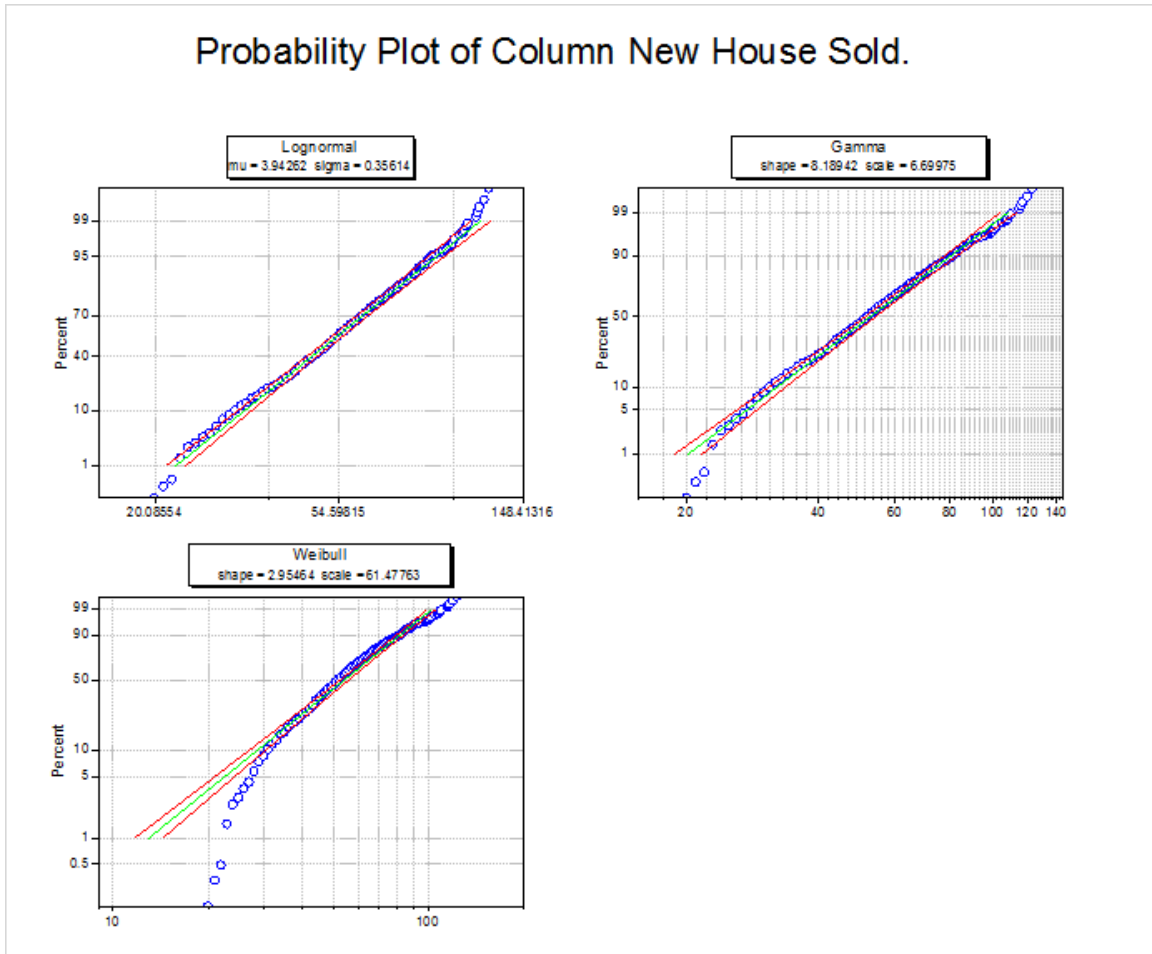 Probability Plot of Column New House Sold.
Lognormal
mu = 3.94262 sigma = 0.35614
99
95
70
40
10
1
Percent
20.08554 54.59815 148.41316
Gamma
shape = 8.18942 scale = 6.69975
99
90
50
10
5
1
Percent
20 40 60 80 100 120 140
Weibull
shape = 2.95464 scale = 61.47763
99
90
50
10
5
1
0.5
Percent
10 100